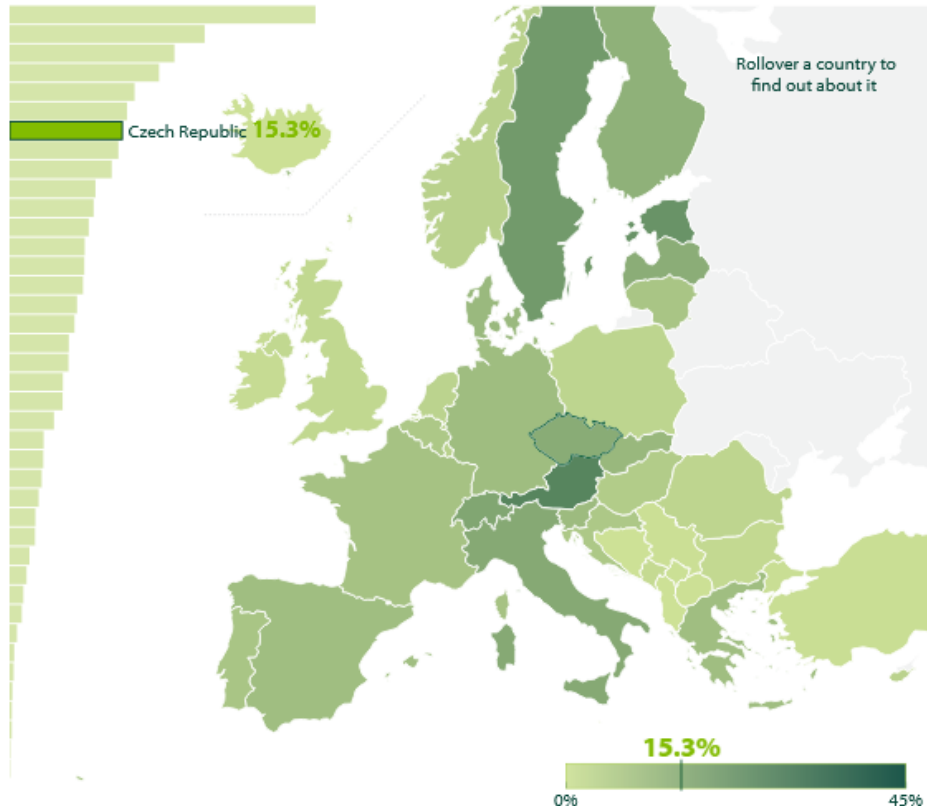 Rollover a country to
find out about it
Czech Republic 15.3%
15.3%
0% 45%